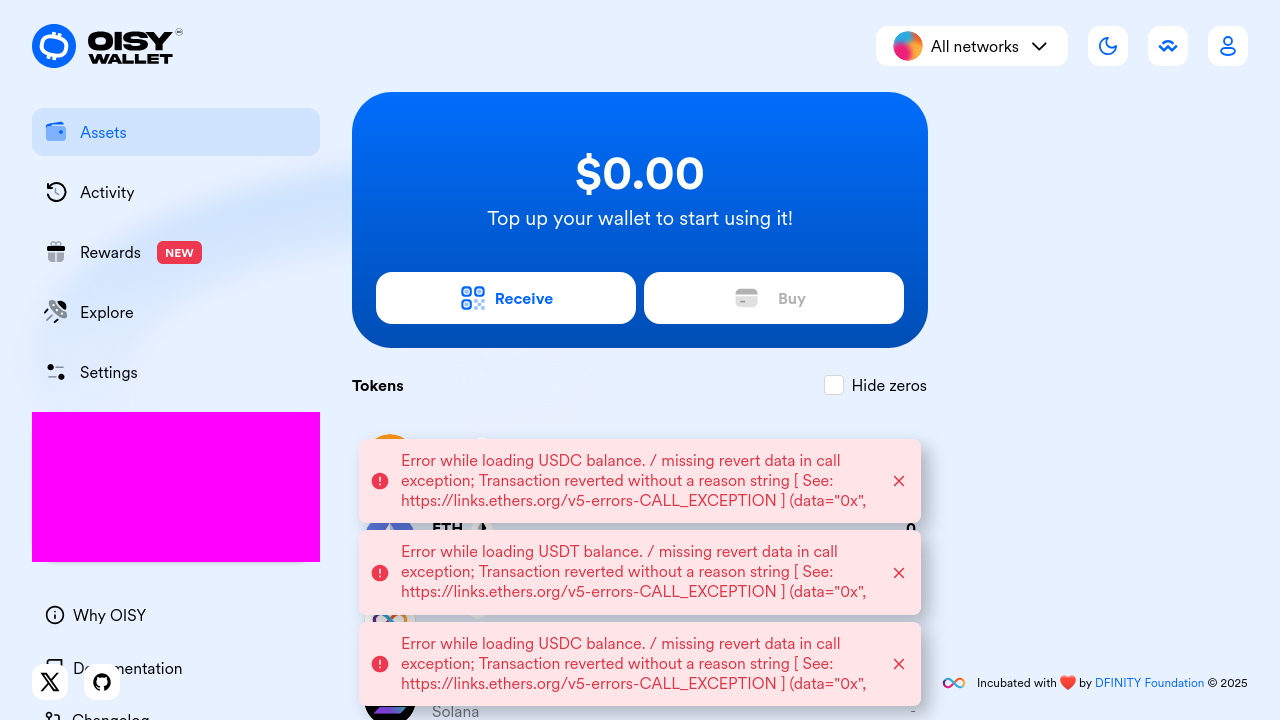 OISY
WALLET
All networks
Assets
Activity
Rewards NEW
Explore
Settings
Why OISY
Documentation
Changelog
$0.00
Top up your wallet to start using it!
Receive
Buy
Tokens
Hide zeros
Error while loading USDC balance. / missing revert data in call
exception; Transaction reverted without a reason string [ See:
https://links.ethers.org/v5-errors-CALL_EXCEPTION ] (data="0x",
ETH 0
Error while loading USDT balance. / missing revert data in call
exception; Transaction reverted without a reason string [ See:
https://links.ethers.org/v5-errors-CALL_EXCEPTION ] (data="0x",
Error while loading USDC balance. / missing revert data in call
exception; Transaction reverted without a reason string [ See:
https://links.ethers.org/v5-errors-CALL_EXCEPTION ] (data="0x",
Solana -
Incubated with ❤️ by DFINITY Foundation © 2025